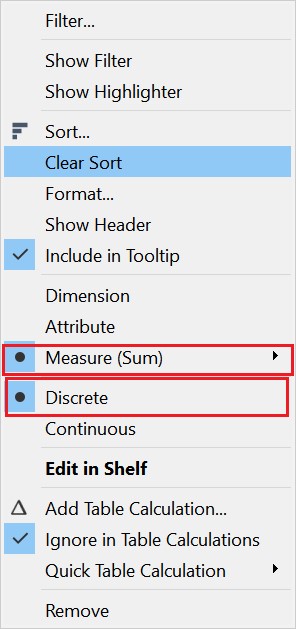 Filter...
Show Filter
Show Highlighter
Sort...
Clear Sort
Format...
Show Header
Include in Tooltip
Dimension
Attribute
Measure (Sum)
Discrete
Continuous
Edit in Shelf
Add Table Calculation...
Ignore in Table Calculations
Quick Table Calculation
Remove